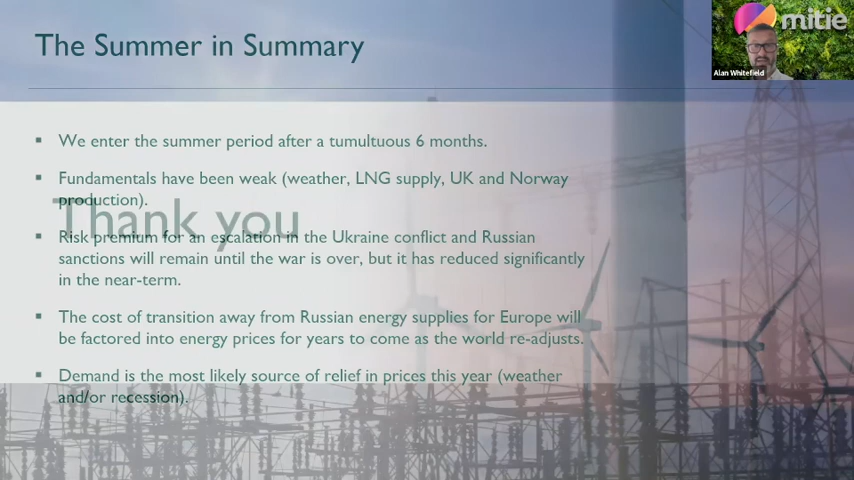 The Summer in Summary
mitie
Alan Whitefield
▪ We enter the summer period after a tumultuous 6 months.
▪ Fundamentals have been weak (weather, LNG supply, UK and Norway
production).
Thank you
▪ Risk premium for an escalation in the Ukraine conflict and Russian
sanctions will remain until the war is over, but it has reduced significantly
in the near-term.
▪ The cost of transition away from Russian energy supplies for Europe will
be factored into energy prices for years to come as the world re-adjusts.
▪ Demand is the most likely source of relief in prices this year (weather
and/or recession).